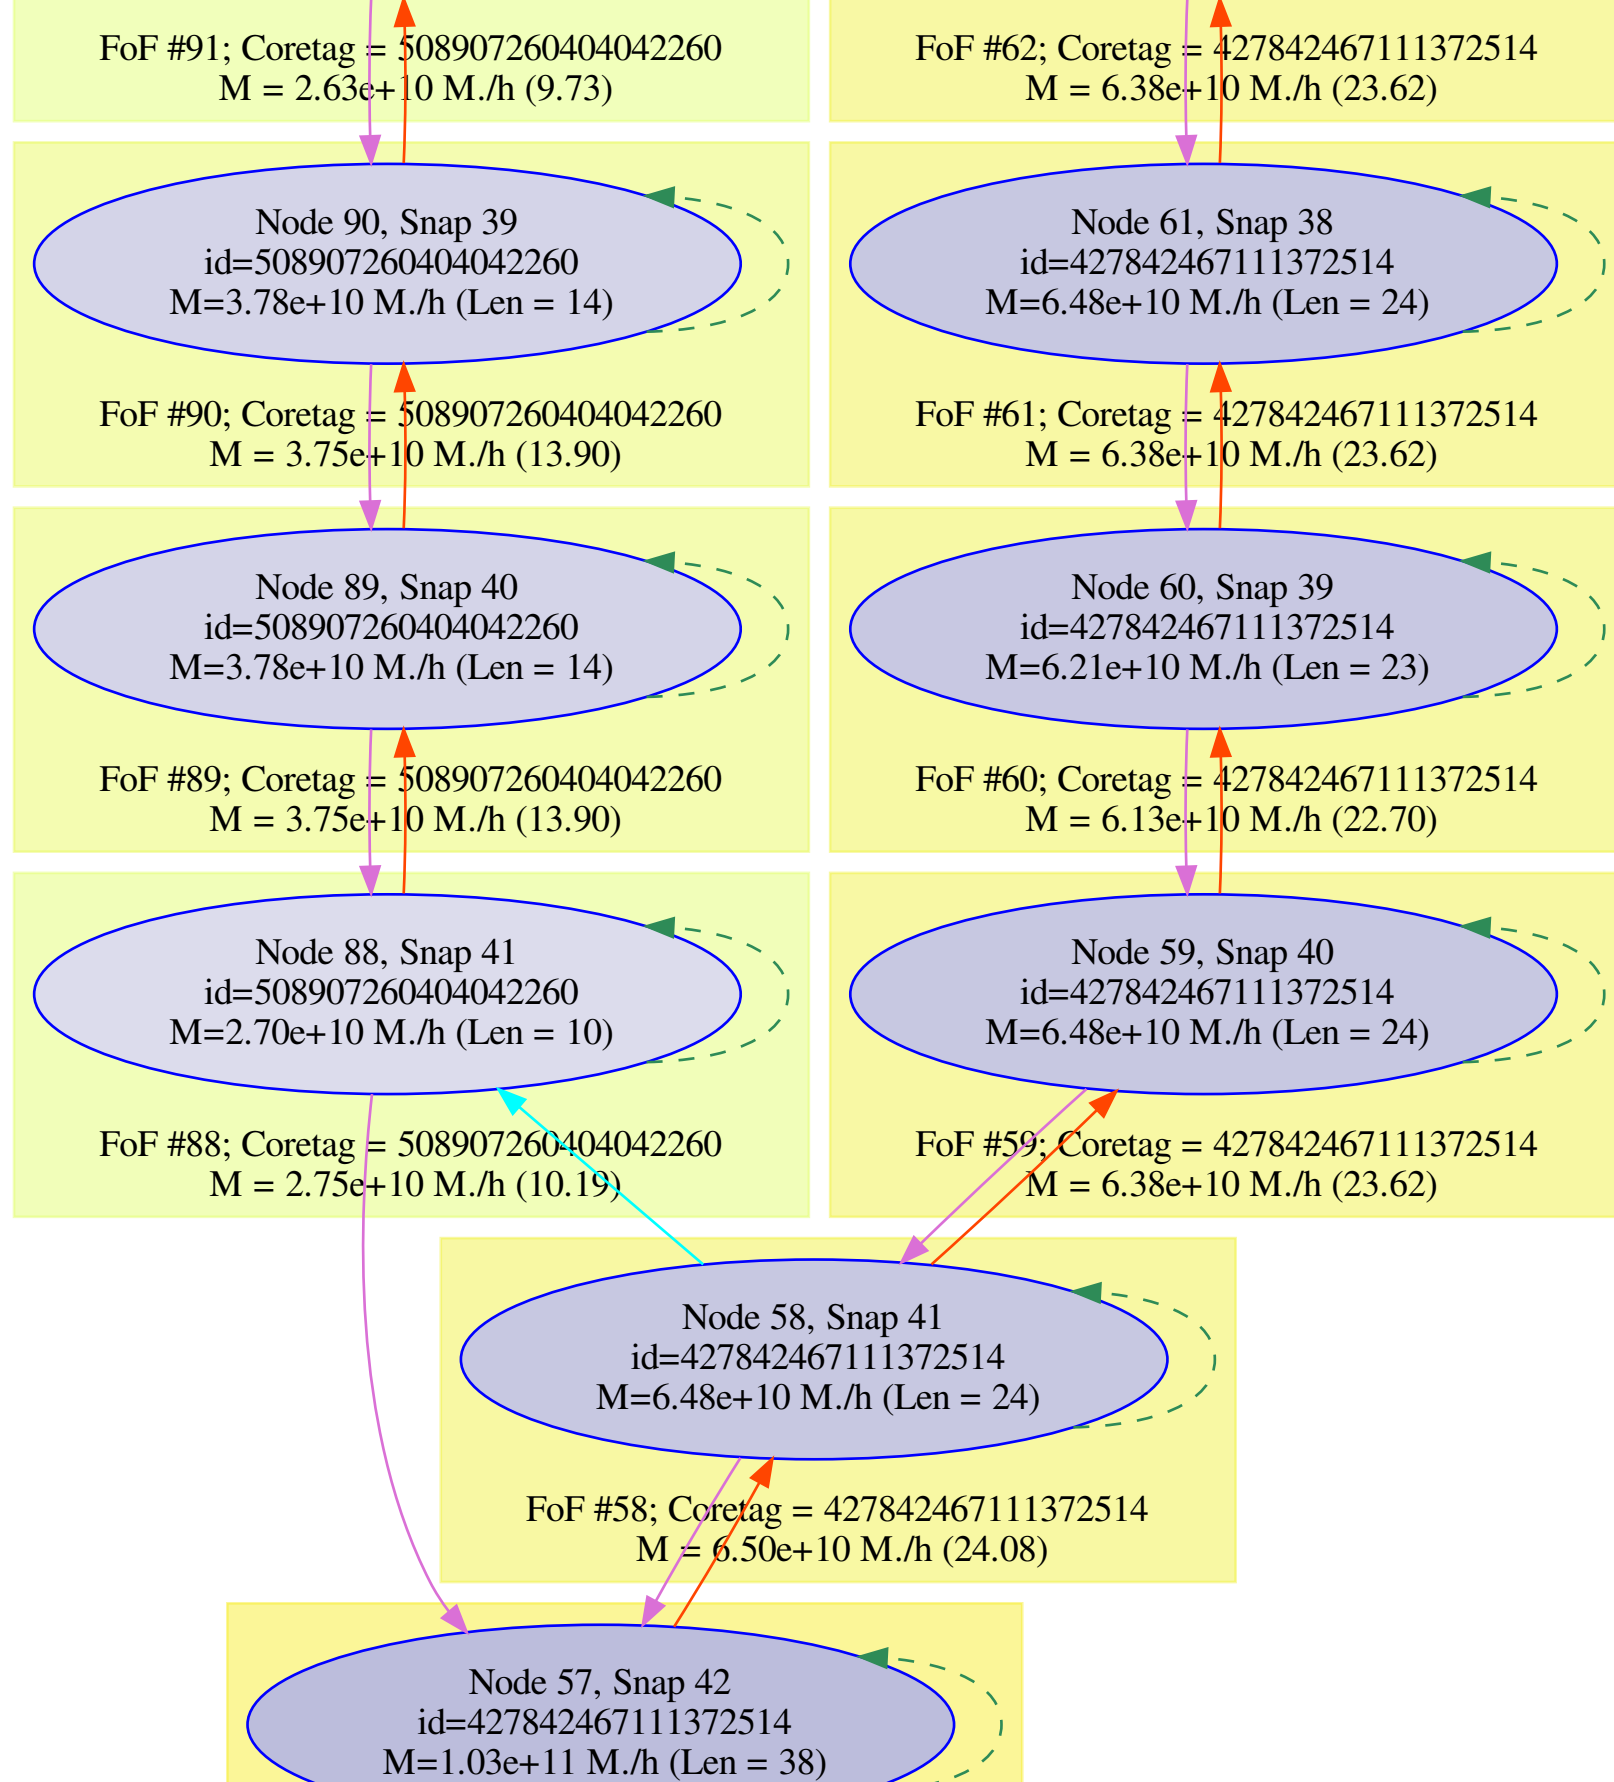 FoF #91; Coretag = 508907260404042260
M = 2.63e+10 M./h (9.73)
FoF #62; Coretag = 427842467111372514
M = 6.38e+10 M./h (23.62)
Node 90, Snap 39
id=508907260404042260
M=3.78e+10 M./h (Len = 14)
FoF #90; Coretag = 508907260404042260
M = 3.75e+10 M./h (13.90)
Node 61, Snap 38
id=427842467111372514
M=6.48e+10 M./h (Len = 24)
FoF #61; Coretag = 427842467111372514
M = 6.38e+10 M./h (23.62)
Node 89, Snap 40
id=508907260404042260
M=3.78e+10 M./h (Len = 14)
FoF #89; Coretag = 508907260404042260
M = 3.75e+10 M./h (13.90)
Node 60, Snap 39
id=427842467111372514
M=6.21e+10 M./h (Len = 23)
FoF #60; Coretag = 427842467111372514
M = 6.13e+10 M./h (22.70)
Node 88, Snap 41
id=508907260404042260
M=2.70e+10 M./h (Len = 10)
FoF #88; Coretag = 508907260404042260
M = 2.75e+10 M./h (10.19)
Node 59, Snap 40
id=427842467111372514
M=6.48e+10 M./h (Len = 24)
FoF #59; Coretag = 427842467111372514
M = 6.38e+10 M./h (23.62)
Node 58, Snap 41
id=427842467111372514
M=6.48e+10 M./h (Len = 24)
FoF #58; Coretag = 427842467111372514
M = 6.50e+10 M./h (24.08)
Node 57, Snap 42
id=427842467111372514
M=1.03e+11 M./h (Len = 38)